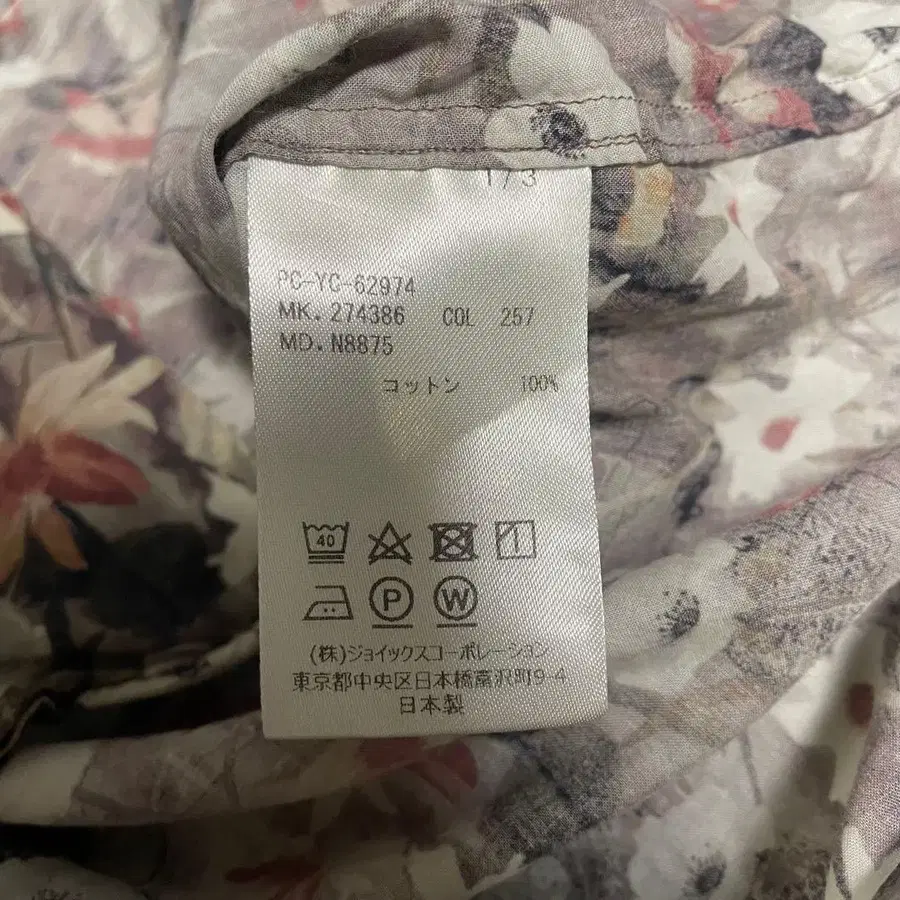 1/3
PC-YC-62974
MK. 274386 COL 257
MD. N8875
コットン 100%
40
P W
(株)ジョイックスコーポレーション
東京都中央区日本橋富沢町9-4
日本製